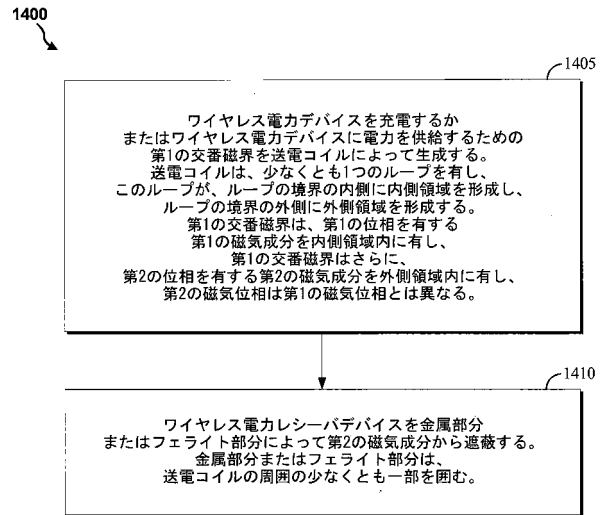 1400
1405
ワイヤレス電力デバイスを充電するか
またはワイヤレス電力デバイスに電力を供給するための
第1の交番磁界を送電コイルによって生成する。
送電コイルは、少なくとも1つのループを有し、
このループが、ループの境界の内側に内側領域を形成し、
ループの境界の外側に外側領域を形成する。
第1の交番磁界は、第1の位相を有する
第1の磁気成分を内側領域内に有し、
第1の交番磁界はさらに、
第2の位相を有する第2の磁気成分を外側領域内に有し、
第2の磁気位相は第1の磁気位相とは異なる。
1410
ワイヤレス電力レシーバデバイスを金属部分
またはフェライト部分によって第2の磁気成分から遮蔽する。
金属部分またはフェライト部分は、
送電コイルの周囲の少なくとも一部を囲む。